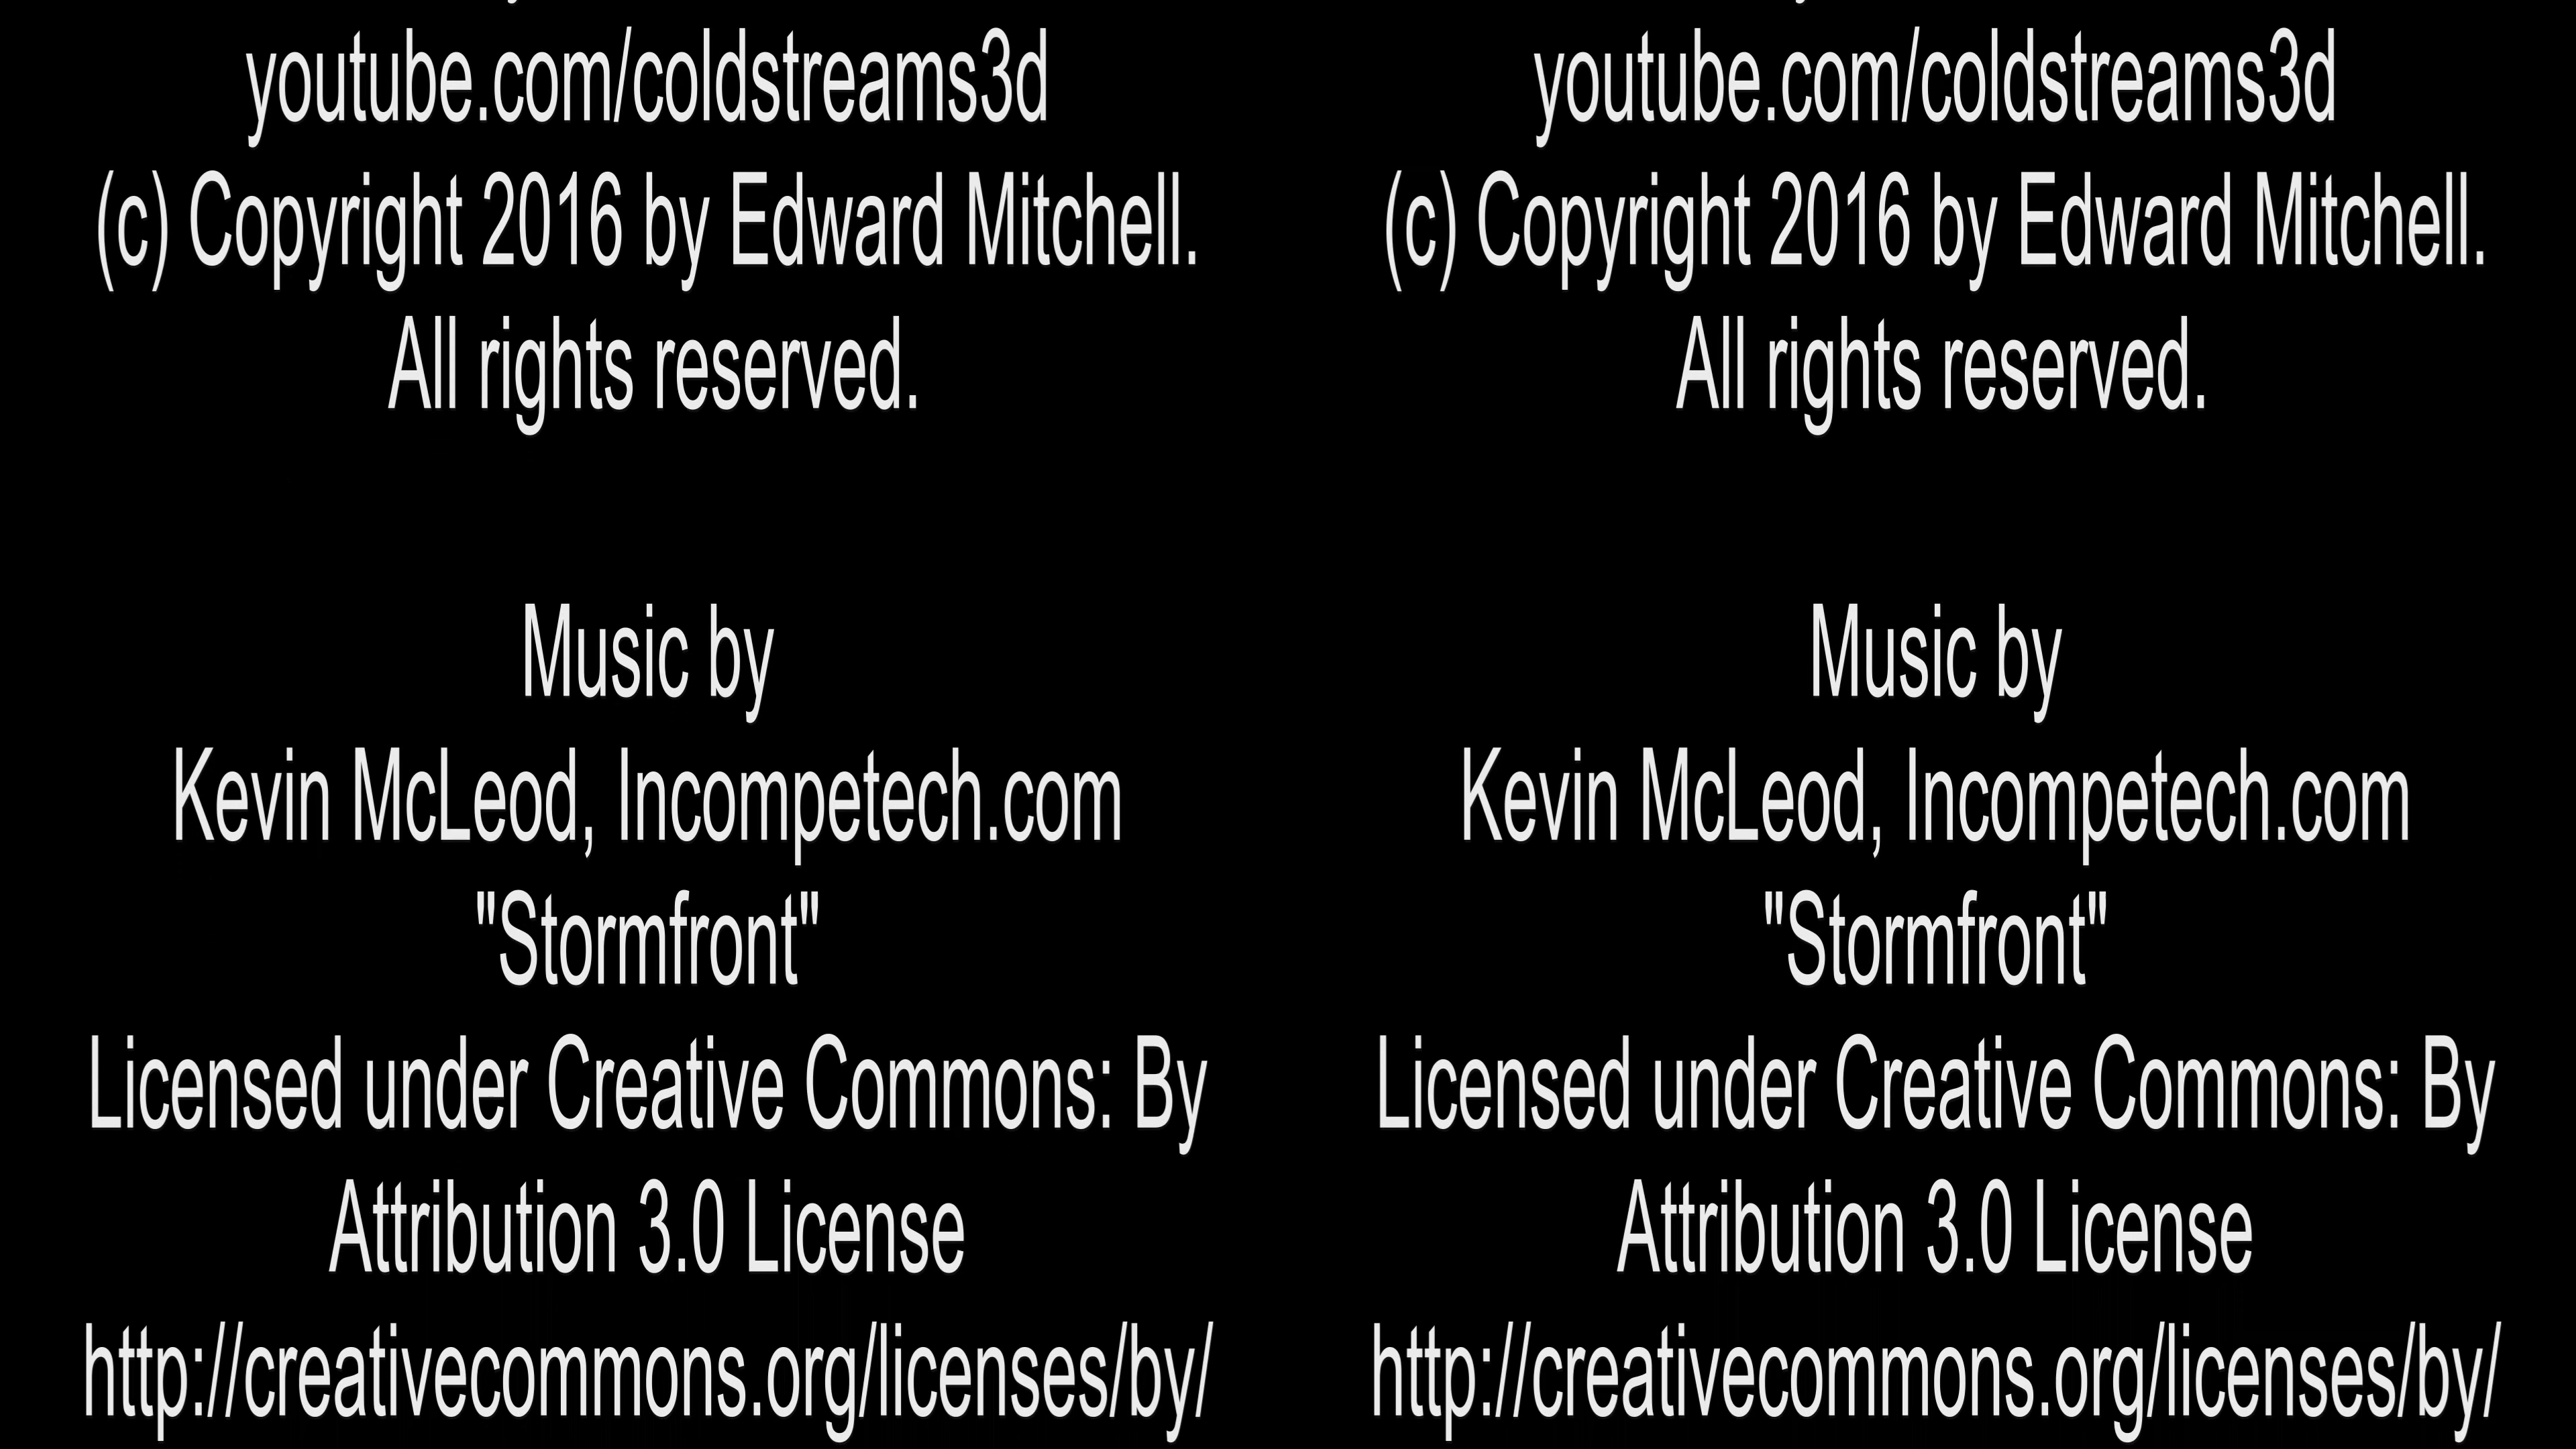 youtube.com/coldstreams3d
(c) Copyright 2016 by Edward Mitchell.
All rights reserved.
Music by
Kevin McLeod, Incompetech.com
"Stormfront"
Licensed under Creative Commons: By
Attribution 3.0 License
http://creativecommons.org/licenses/by/
youtube.com/coldstreams3d
(c) Copyright 2016 by Edward Mitchell.
All rights reserved.
Music by
Kevin McLeod, Incompetech.com
"Stormfront"
Licensed under Creative Commons: By
Attribution 3.0 License
http://creativecommons.org/licenses/by/